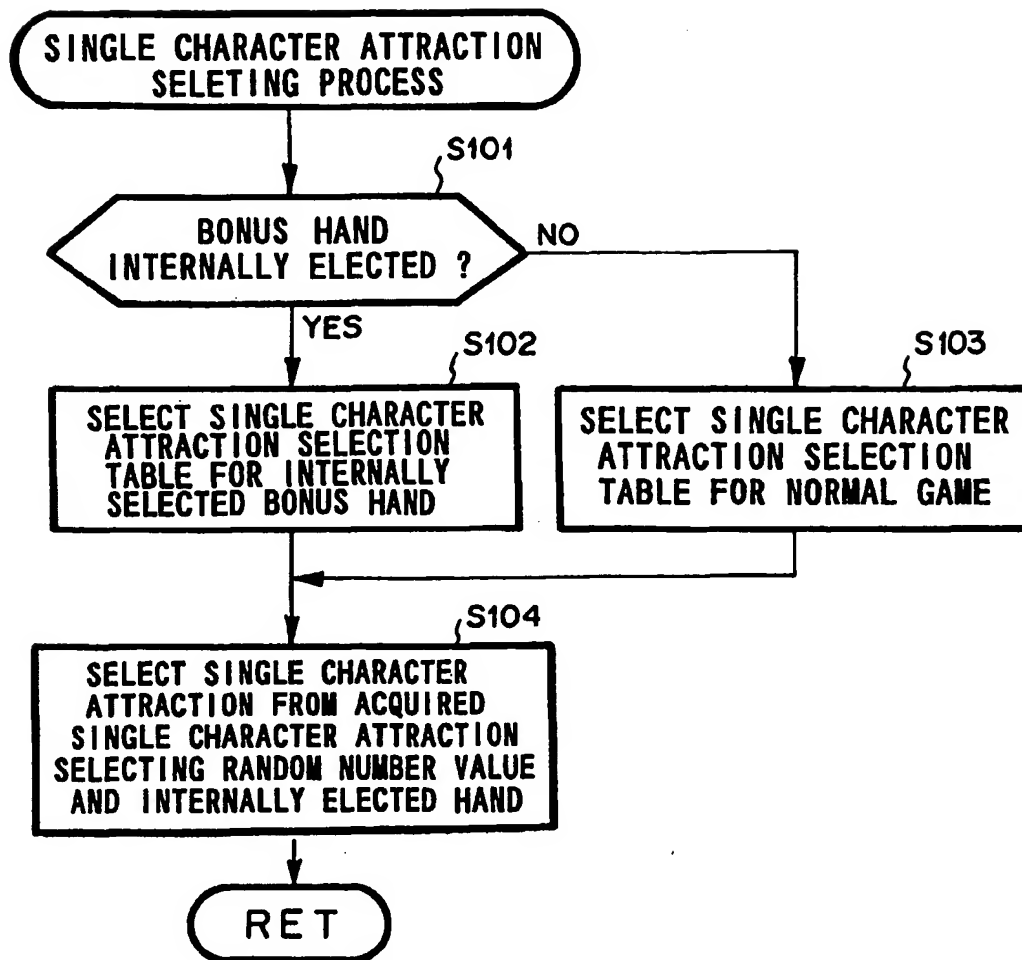 SINGLE CHARACTER ATTRACTION
SELETING PROCESS
S101
BONUS HAND
INTERNALLY ELECTED ?
NO
YES
S102
SELECT SINGLE CHARACTER
ATTRACTION SELECTION
TABLE FOR INTERNALLY
SELECTED BONUS HAND
S103
SELECT SINGLE CHARACTER
ATTRACTION SELECTION
TABLE FOR NORMAL GAME
S104
SELECT SINGLE CHARACTER
ATTRACTION FROM ACQUIRED
SINGLE CHARACTER ATTRACTION
SELECTING RANDOM NUMBER VALUE
AND INTERNALLY ELECTED HAND
RET